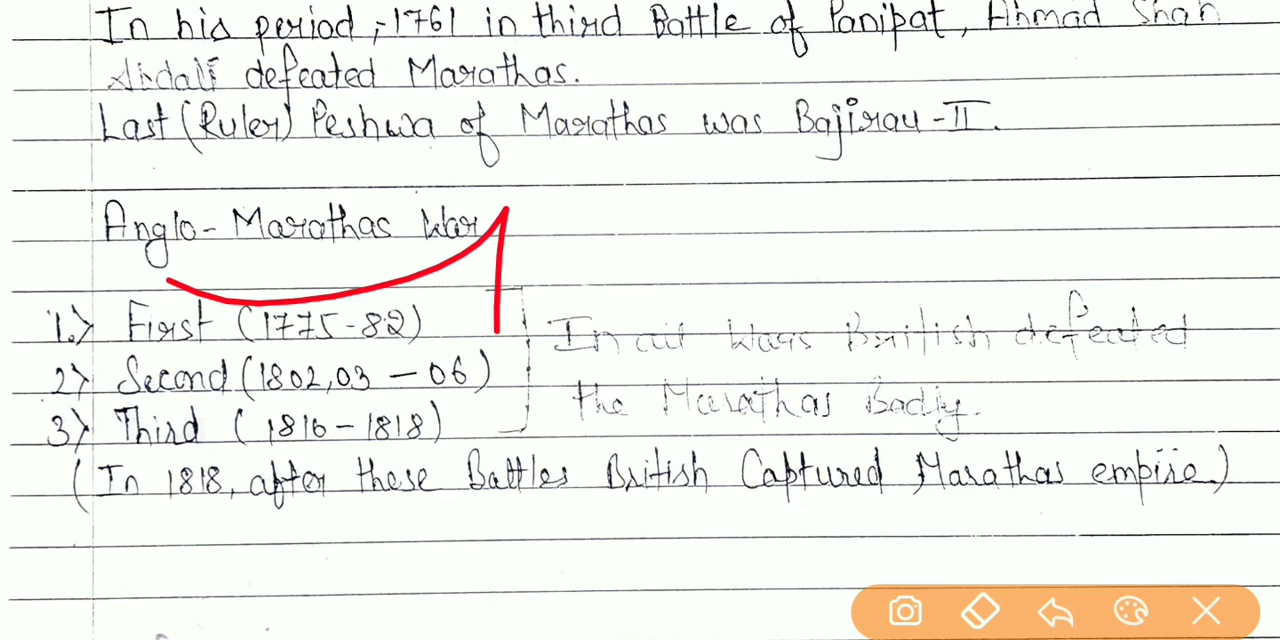 In his period, -1761 in third Battle of Panipat, Ahmad Shah
Abdali defeated Marathas.
Last (Ruler) Peshwa of Marathas was Bajirau-II.
Anglo-Marathas War
1.) First (1775-82)
2) Second (1802,03 - 06)
3) Third (1816-1818)
In all Wars British defeated
the Marathas Badly.
(In 1818, after these Battles British Captured Marathas empire.)